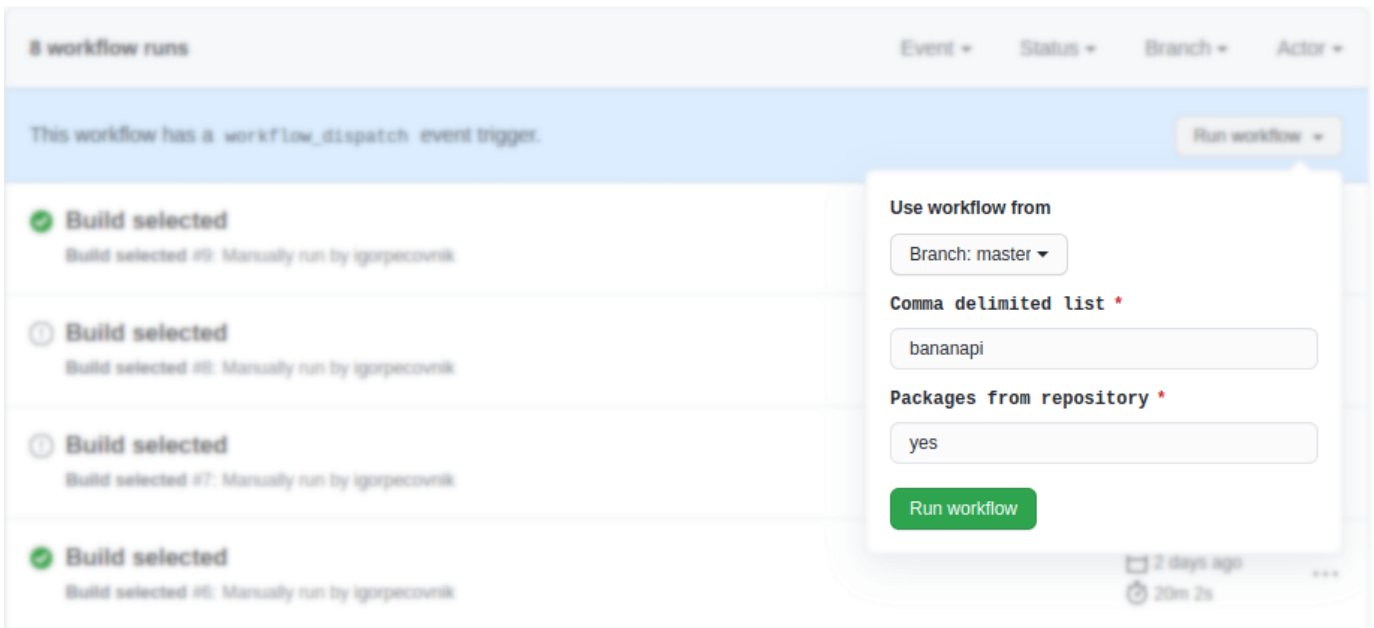 8 workflow runs
Event Status Branch Actor
This workflow has a workflow_dispatch event trigger.
Run workflow
Build selected
Build selected #9: Manually run by igorpecovnik
Build selected
Build selected #8: Manually run by igorpecovnik
Build selected
Build selected #7: Manually run by igorpecovnik
Build selected
Build selected #6: Manually run by igorpecovnik
2 days ago
20m 2s
Use workflow from
Branch: master
Comma delimited list *
bananapi
Packages from repository *
yes
Run workflow